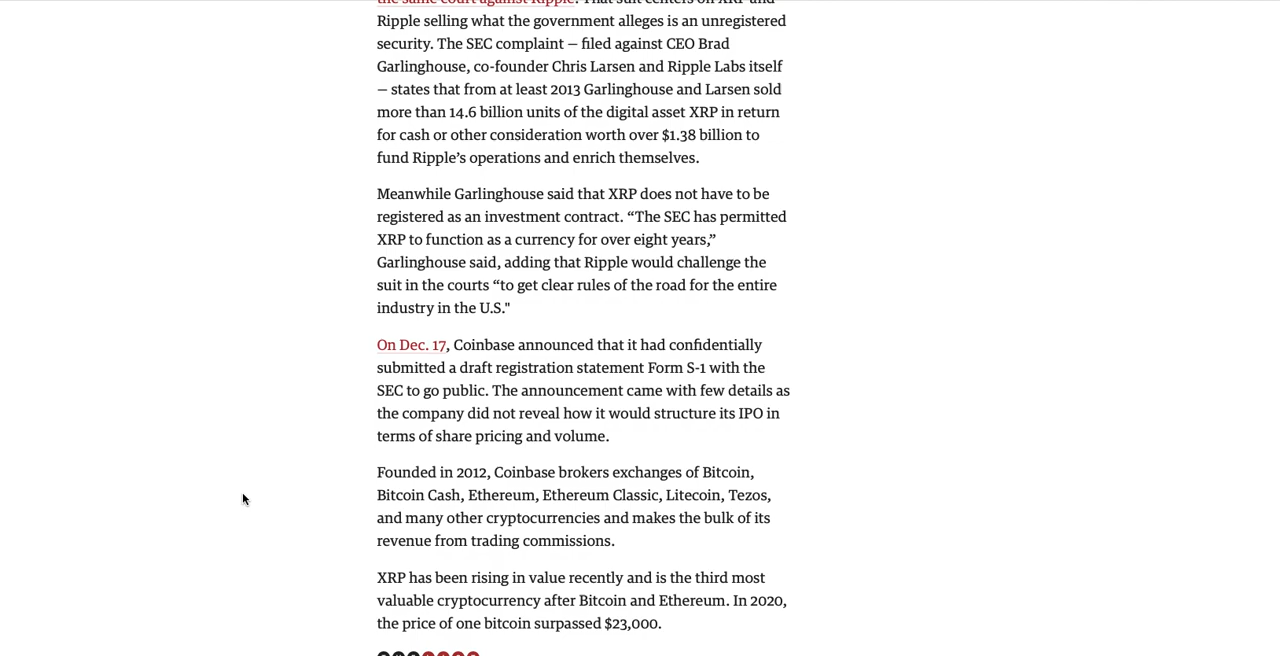 the same court against Ripple. That suit centers on XRP and
Ripple selling what the government alleges is an unregistered
security. The SEC complaint — filed against CEO Brad
Garlinghouse, co-founder Chris Larsen and Ripple Labs itself
— states that from at least 2013 Garlinghouse and Larsen sold
more than 14.6 billion units of the digital asset XRP in return
for cash or other consideration worth over $1.38 billion to
fund Ripple’s operations and enrich themselves.
Meanwhile Garlinghouse said that XRP does not have to be
registered as an investment contract. “The SEC has permitted
XRP to function as a currency for over eight years,”
Garlinghouse said, adding that Ripple would challenge the
suit in the courts “to get clear rules of the road for the entire
industry in the U.S."
On Dec. 17, Coinbase announced that it had confidentially
submitted a draft registration statement Form S-1 with the
SEC to go public. The announcement came with few details as
the company did not reveal how it would structure its IPO in
terms of share pricing and volume.
Founded in 2012, Coinbase brokers exchanges of Bitcoin,
Bitcoin Cash, Ethereum, Ethereum Classic, Litecoin, Tezos,
and many other cryptocurrencies and makes the bulk of its
revenue from trading commissions.
XRP has been rising in value recently and is the third most
valuable cryptocurrency after Bitcoin and Ethereum. In 2020,
the price of one bitcoin surpassed $23,000.